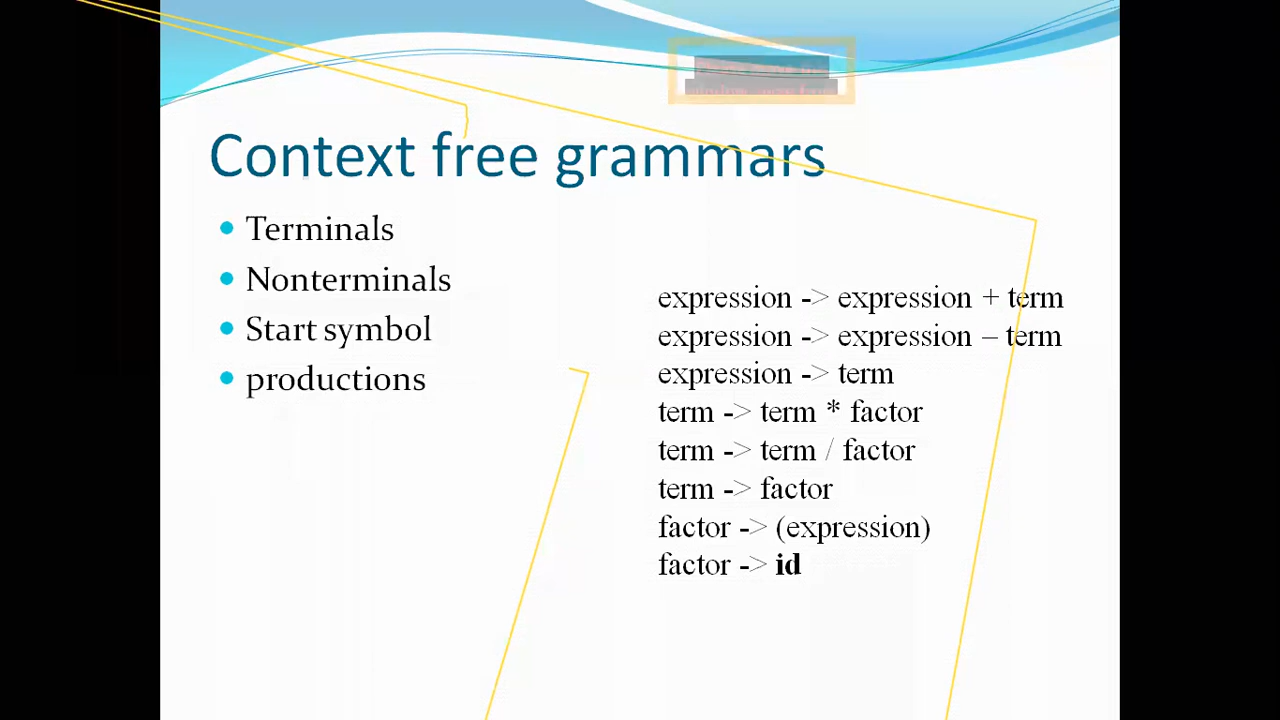 Context free grammars
Terminals
Nonterminals
Start symbol
productions
expression -> expression + term
expression -> expression – term
expression -> term
term -> term * factor
term -> term / factor
term -> factor
factor -> (expression)
factor -> id